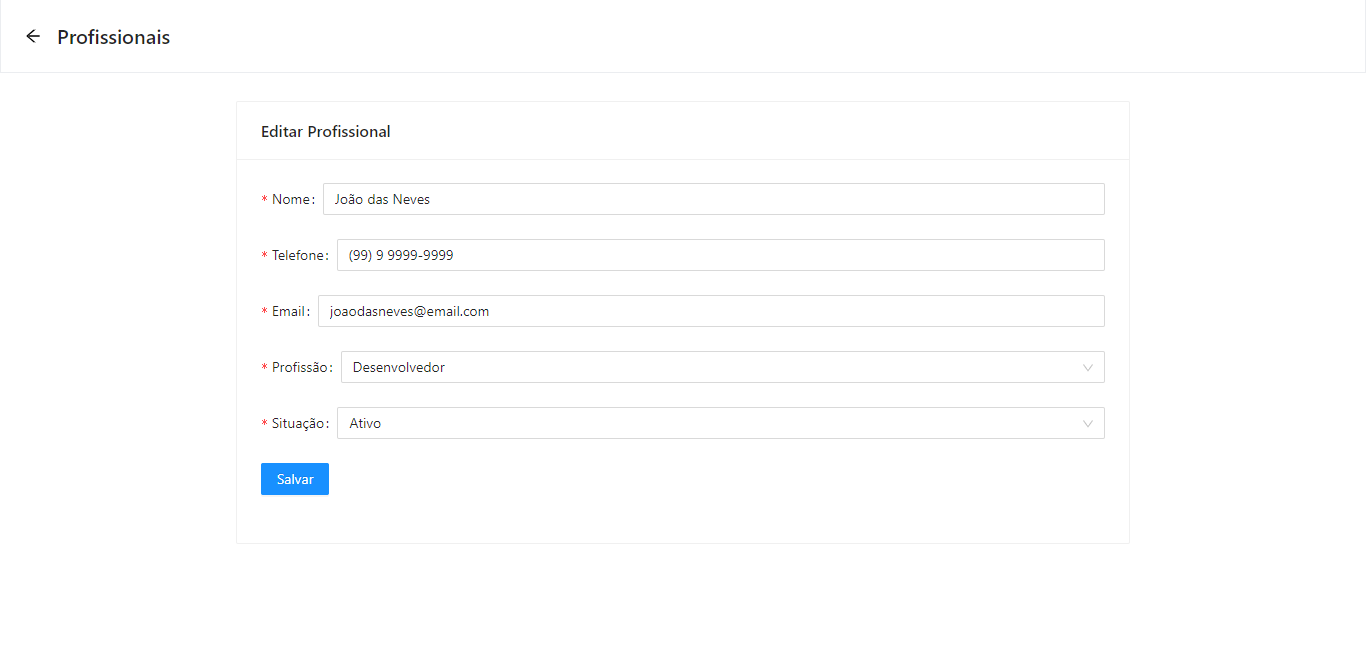 Profissionais
Editar Profissional
* Nome: João das Neves
* Telefone: (99) 9 9999-9999
* Email: joaodasneves@email.com
* Profissão: Desenvolvedor
* Situação: Ativo
Salvar